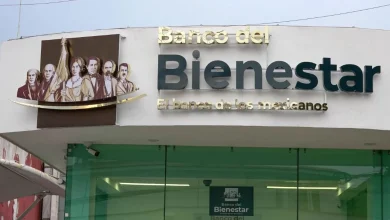 Banco del
Bienestar
El banco de los mexicanos
Banco del
Bienestar